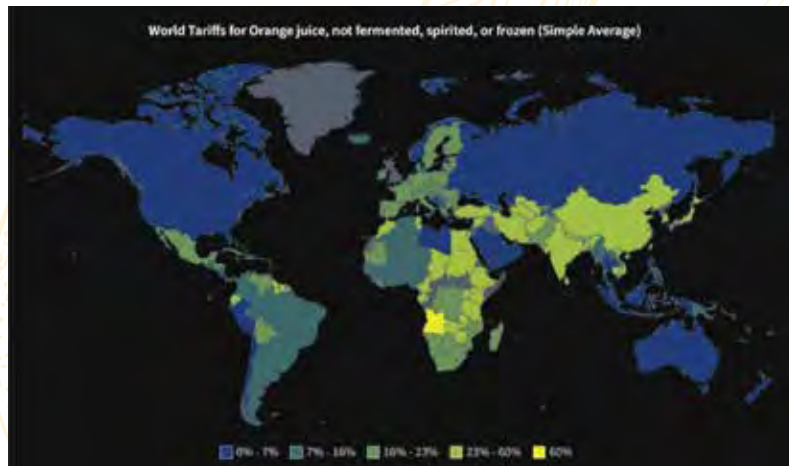 World Tariffs for Orange juice, not fermented, spirited, or frozen (Simple Average)
0% - 7% 7% - 16% 16% - 23% 23% - 60% 60%